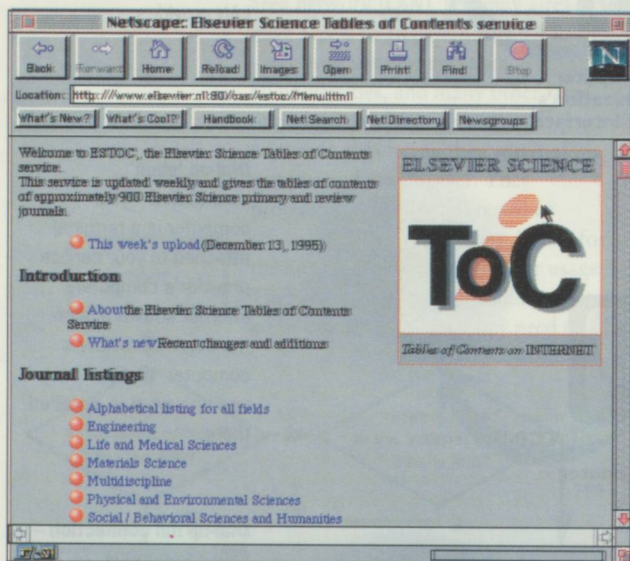 Netscape: Elsevier Science Tables of Contents service
Back Forward Home Reload Images Open Print Find Stop
N
Location: http://www.elsevier.nl:80/cas/estoc/Menu.html
What's New? What's Cool? Handbook Net Search Net Directory Newsgroups
Welcome to ESTOC, the Elsevier Science Tables of Contents
service.
This service is updated weekly and gives the tables of contents
of approximately 900 Elsevier Science primary and review
journals.
This week's upload (December 13, 1995)
Introduction
About the Elsevier Science Tables of Contents
Service
What's new Recent changes and additions
Journal listings
Alphabetical listing for all fields
Engineering
Life and Medical Sciences
Materials Science
Multidiscipline
Physical and Environmental Sciences
Social / Behavioral Sciences and Humanities
ELSEVIER SCIENCE
ToC
Tables of Contents on INTERNET